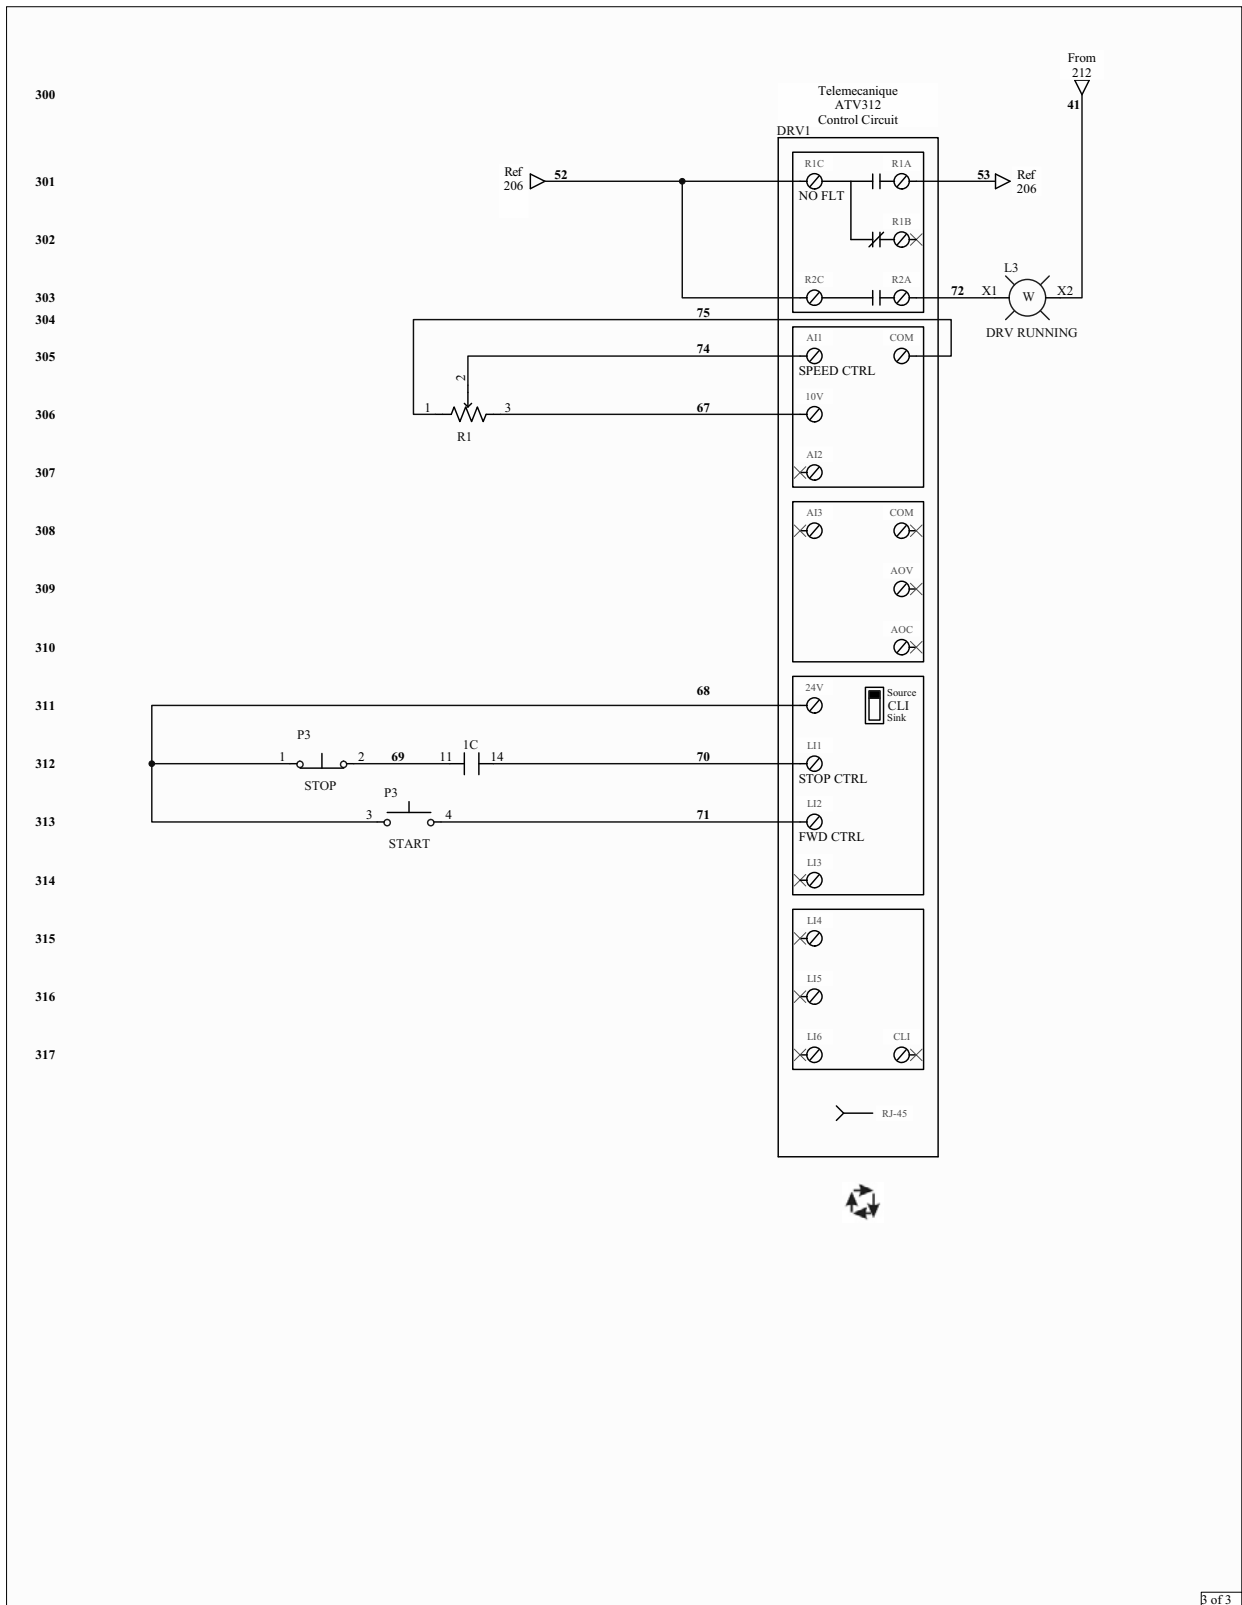 From
212
300
Telemecanique
ATV312
Control Circuit
41
DRV1
R1C
R1A
301
Ref
206
52
53
Ref
206
NO FLT
R1B
302
L3
R2C
R2A
303
72
X1
W
X2
304
75
DRV RUNNING
AI1
COM
305
74
SPEED CTRL
2
10V
306
1
3
67
R1
AI2
307
AI3
COM
308
AOV
309
AOC
310
24V
68
Source
311
CLI
Sink
P3
1C
LI1
312
1
2
69
11
14
70
STOP
STOP CTRL
P3
LI2
313
3
4
71
START
FWD CTRL
LI3
314
LI4
315
LI5
316
LI6
CLI
317
RJ-45
3 of 3